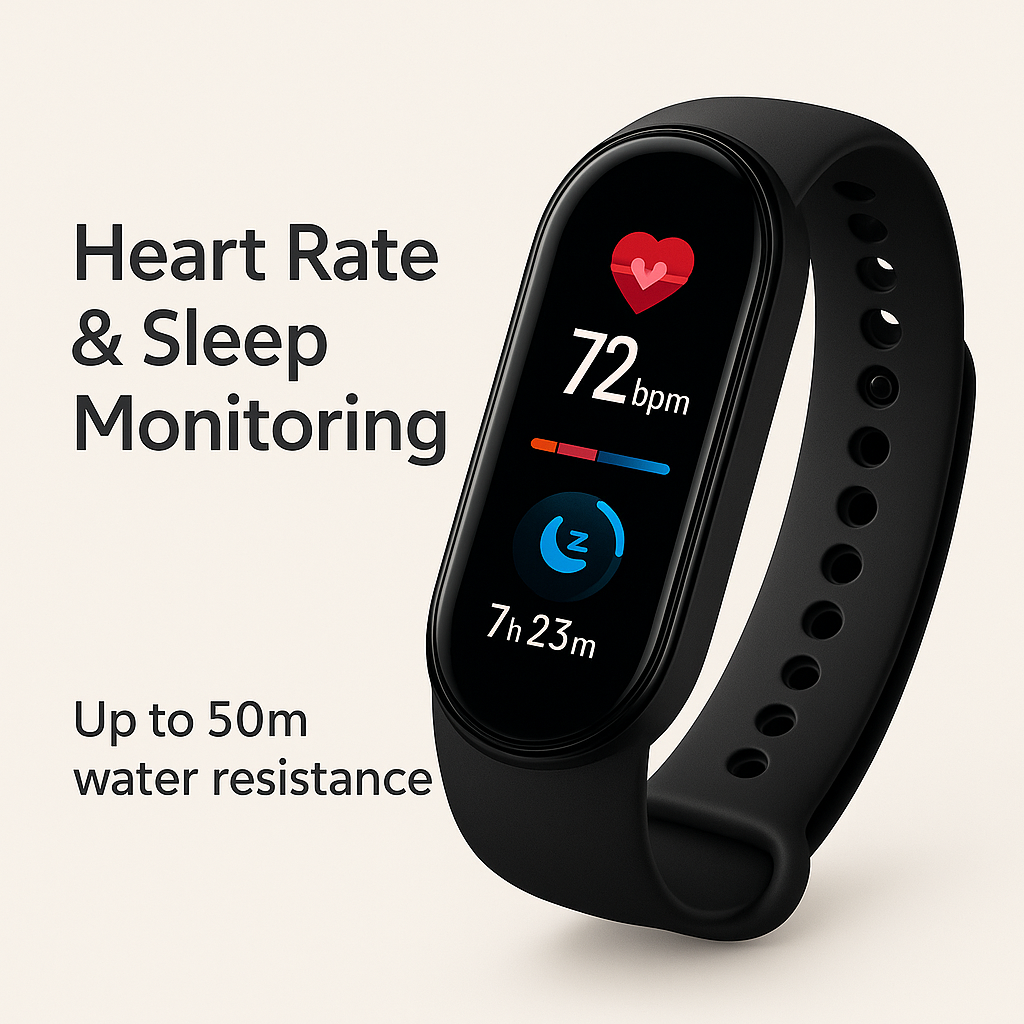 Heart Rate
& Sleep
Monitoring
Up to 50m
water resistance
72 bpm
z
7h 23m